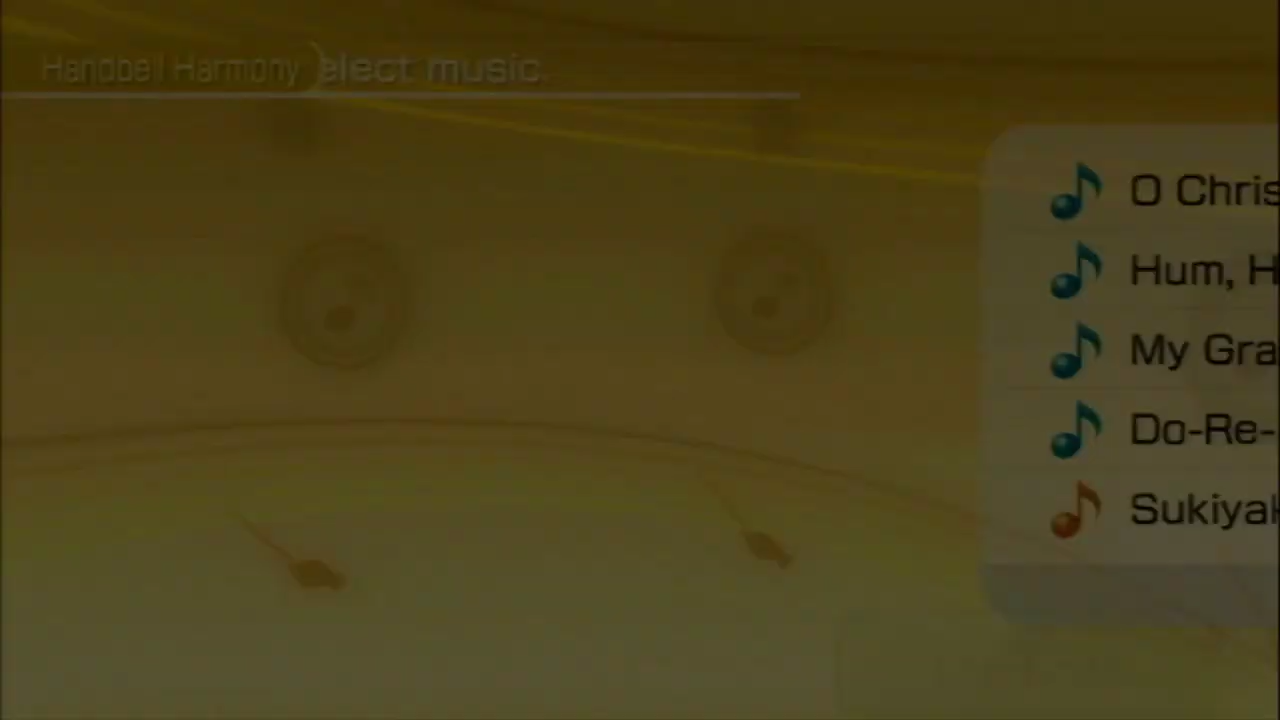 Handbell Harmony elect music.
O Chris
Hum, H
My Gra
Do-Re-
Sukiyak